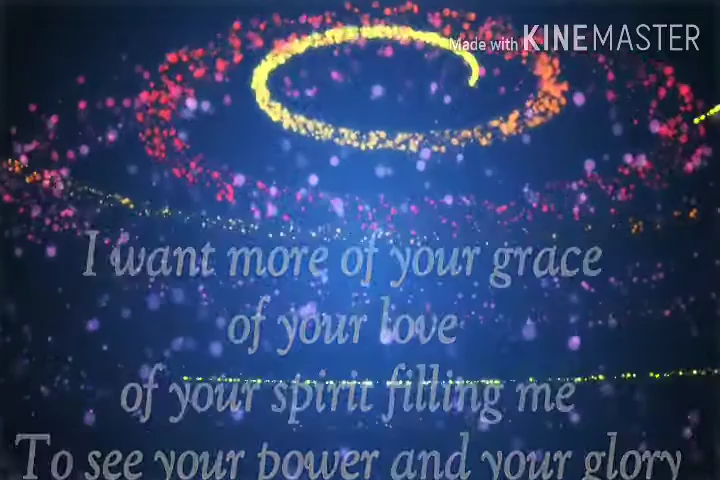 Made with KINEMASTER
I want more of your grace
of your love
of your spirit filling me
To see your power and your glory